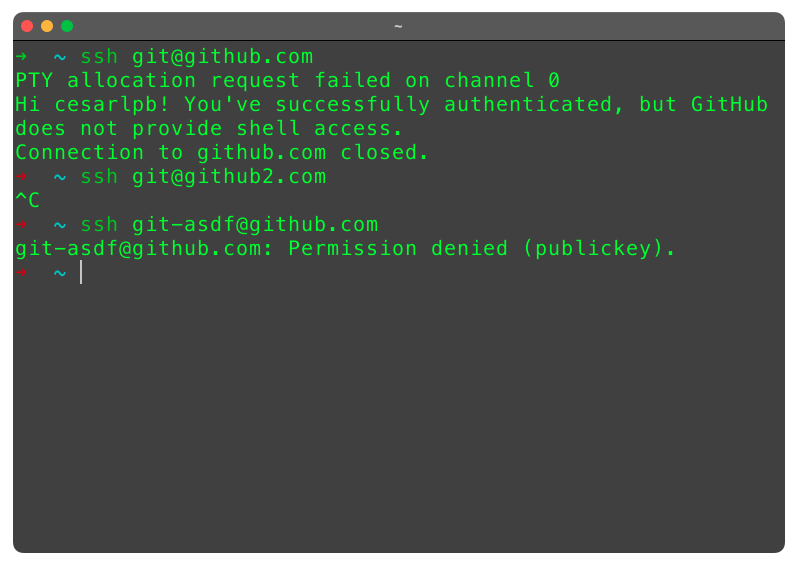 ~
→ ~ ssh git@github.com
PTY allocation request failed on channel 0
Hi cesarlpb! You've successfully authenticated, but GitHub
does not provide shell access.
Connection to github.com closed.
→ ~ ssh git@github2.com
^C
→ ~ ssh git-asdf@github.com
git-asdf@github.com: Permission denied (publickey).
→ ~